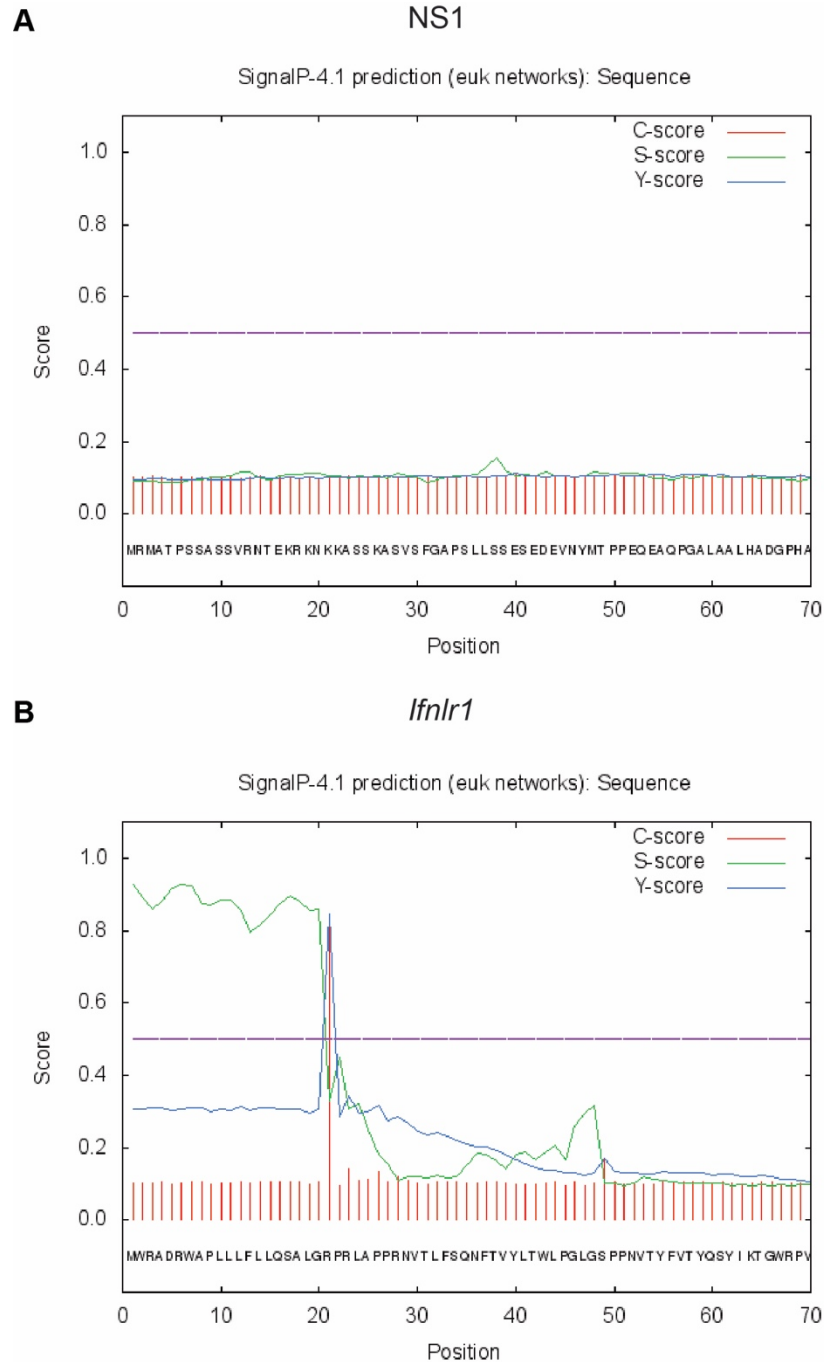 A
NS1
SignalP-4.1 prediction (euk networks): Sequence
C-score
S-score
Y-score
1.0
0.8
0.6
0.4
0.2
0.0
Score
MRMATPSSASSVRNTEKRKNKKASSKASVSFGAPSLLSSESEDEVNYMTPPEQEAQPGALAALHADGPHA
0 10 20 30 40 50 60 70
Position
B
Ifnlr1
SignalP-4.1 prediction (euk networks): Sequence
C-score
S-score
Y-score
1.0
0.8
0.6
0.4
0.2
0.0
Score
MWRADRWAPLLLFLLQSALGRPRLAPPRNVTLFSQNFTVYLTWLPGLGSPPNVTYFVTYQSYIKTGWRPV
0 10 20 30 40 50 60 70
Position